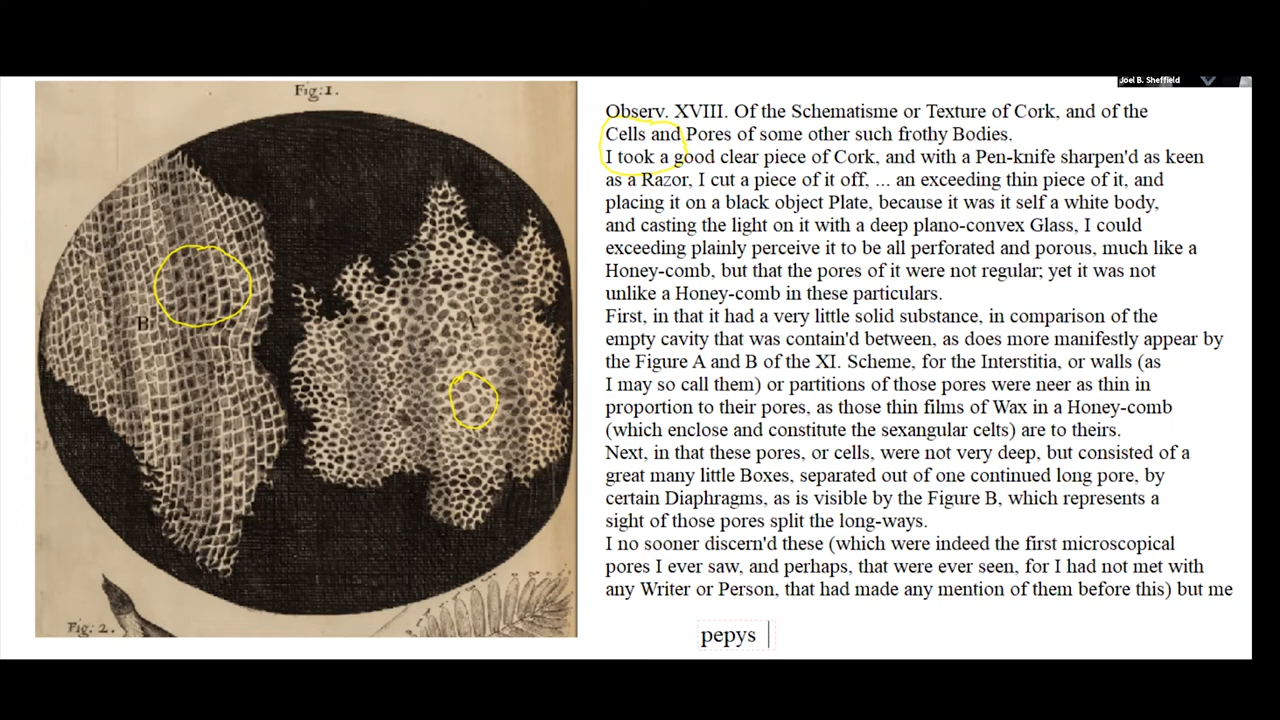 Joel B. Sheffield
Fig:1.
B
A
Fig: 2.
Observ. XVIII. Of the Schematisme or Texture of Cork, and of the
Cells and Pores of some other such frothy Bodies.
I took a good clear piece of Cork, and with a Pen-knife sharpen'd as keen
as a Razor, I cut a piece of it off, ... an exceeding thin piece of it, and
placing it on a black object Plate, because it was it self a white body,
and casting the light on it with a deep plano-convex Glass, I could
exceeding plainly perceive it to be all perforated and porous, much like a
Honey-comb, but that the pores of it were not regular; yet it was not
unlike a Honey-comb in these particulars.
First, in that it had a very little solid substance, in comparison of the
empty cavity that was contain'd between, as does more manifestly appear by
the Figure A and B of the XI. Scheme, for the Interstitia, or walls (as
I may so call them) or partitions of those pores were neer as thin in
proportion to their pores, as those thin films of Wax in a Honey-comb
(which enclose and constitute the sexangular celts) are to theirs.
Next, in that these pores, or cells, were not very deep, but consisted of a
great many little Boxes, separated out of one continued long pore, by
certain Diaphragms, as is visible by the Figure B, which represents a
sight of those pores split the long-ways.
I no sooner discern'd these (which were indeed the first microscopical
pores I ever saw, and perhaps, that were ever seen, for I had not met with
any Writer or Person, that had made any mention of them before this) but me
pepys